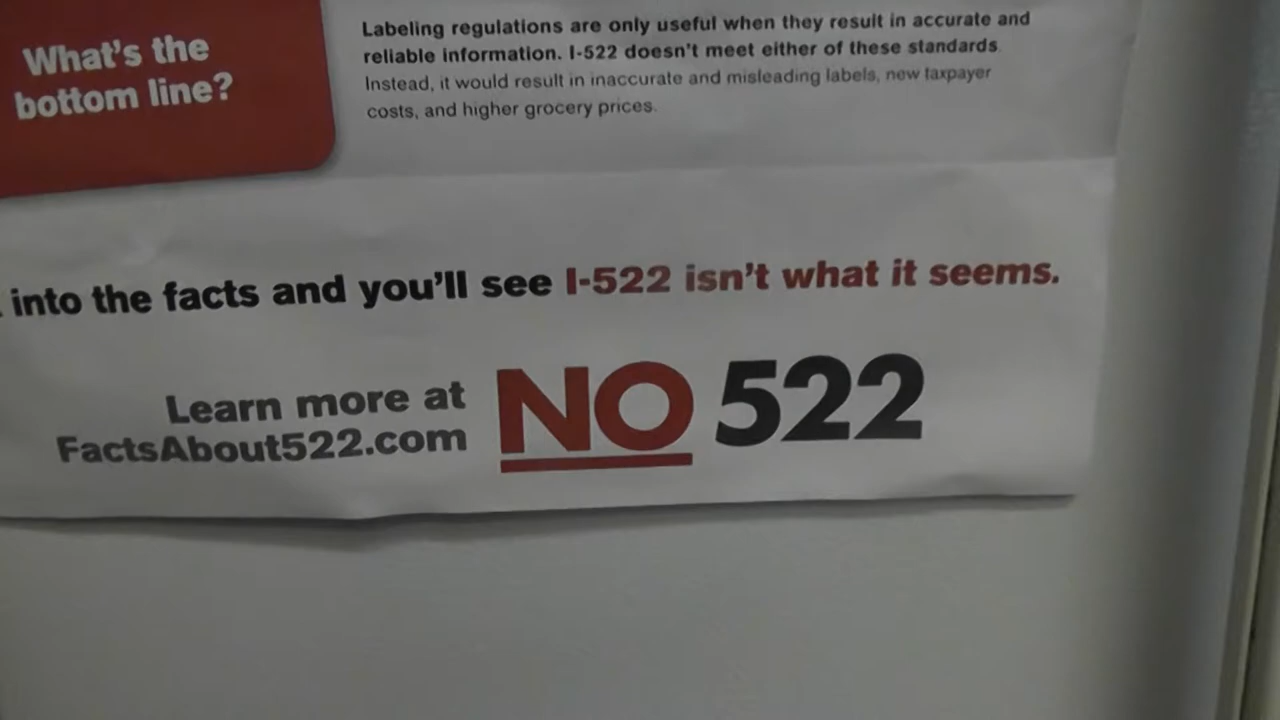 What's the
bottom line?
Labeling regulations are only useful when they result in accurate and
reliable information. I-522 doesn't meet either of these standards.
Instead, it would result in inaccurate and misleading labels, new taxpayer
costs, and higher grocery prices.
into the facts and you'll see I-522 isn't what it seems.
Learn more at
FactsAbout522.com
NO 522